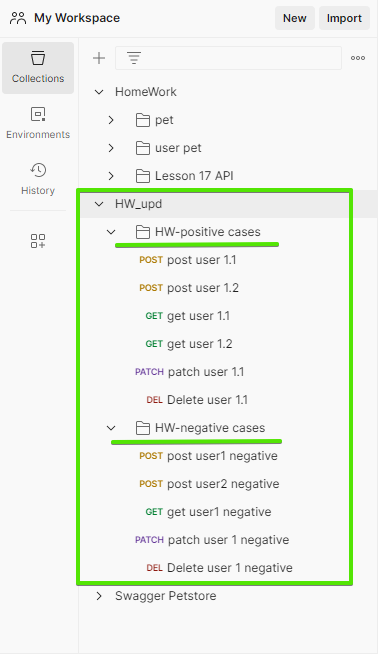 My Workspace
New
Import
Collections
Environments
History
HomeWork
pet
user pet
Lesson 17 API
HW_upd
HW-positive cases
POST post user 1.1
POST post user 1.2
GET get user 1.1
GET get user 1.2
PATCH patch user 1.1
DEL Delete user 1.1
HW-negative cases
POST post user1 negative
POST post user2 negative
GET get user1 negative
PATCH patch user 1 negative
DEL Delete user 1 negative
Swagger Petstore